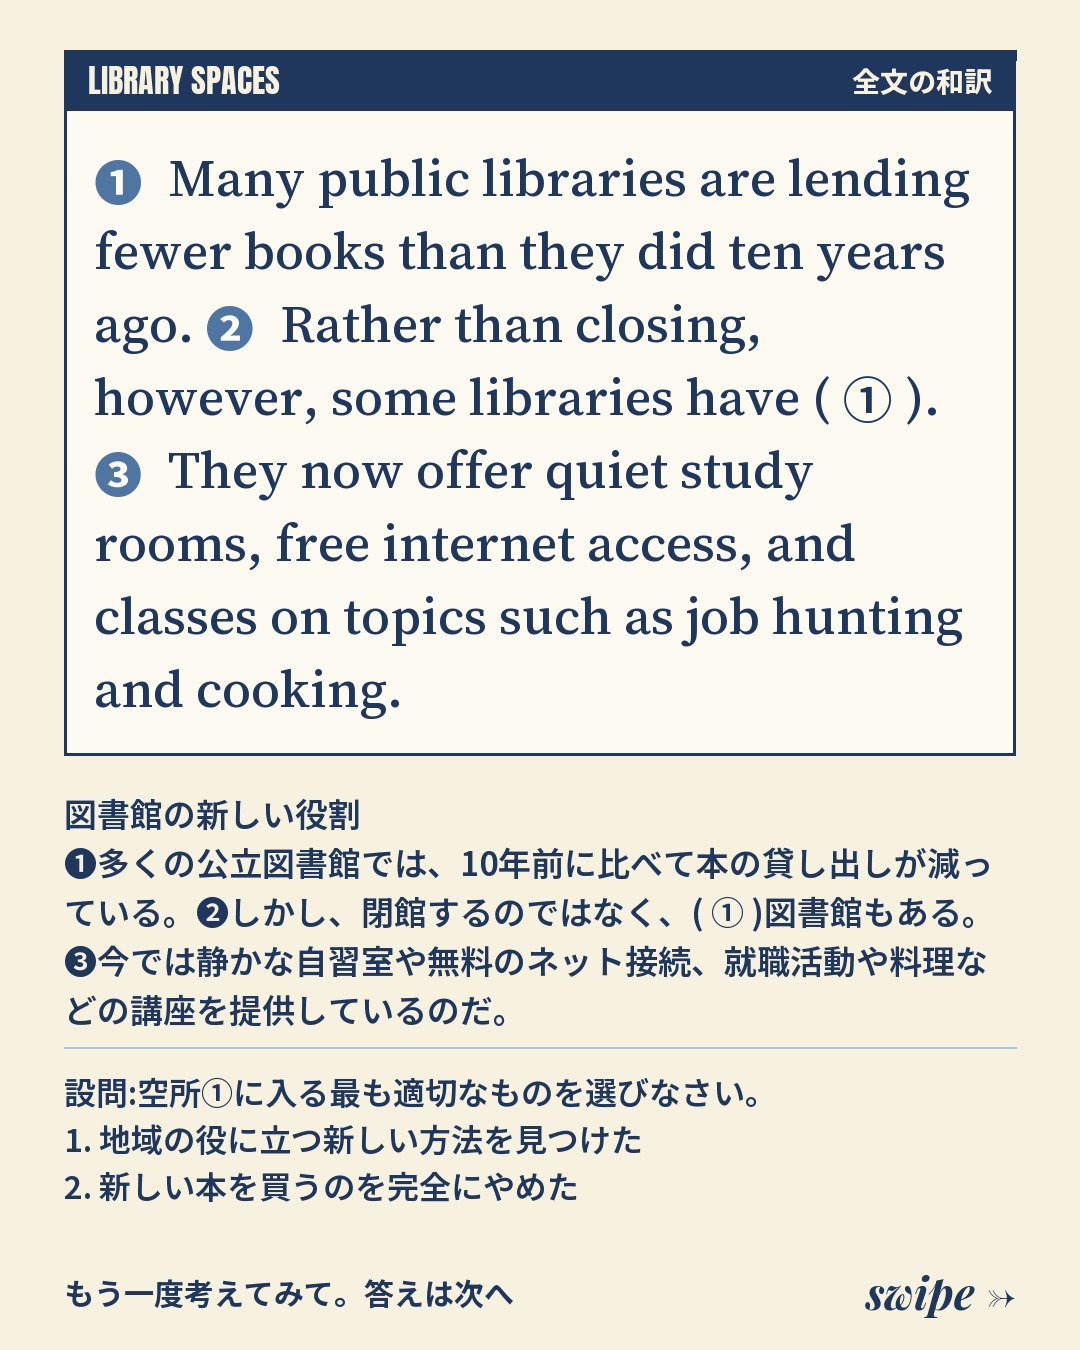 LIBRARY SPACES
全文の和訳
❶ Many public libraries are lending
fewer books than they did ten years
ago. ❷ Rather than closing,
however, some libraries have ( ① ).
❸ They now offer quiet study
rooms, free internet access, and
classes on topics such as job hunting
and cooking.
図書館の新しい役割
❶多くの公立図書館では、10年前に比べて本の貸し出しが減っ
ている。❷しかし、閉館するのではなく、( ① )図書館もある。
❸今では静かな自習室や無料のネット接続、就職活動や料理な
どの講座を提供しているのだ。
設問:空所①に入る最も適切なものを選びなさい。
1. 地域の役に立つ新しい方法を見つけた
2. 新しい本を買うのを完全にやめた
もう一度考えてみて。答えは次へ
swipe